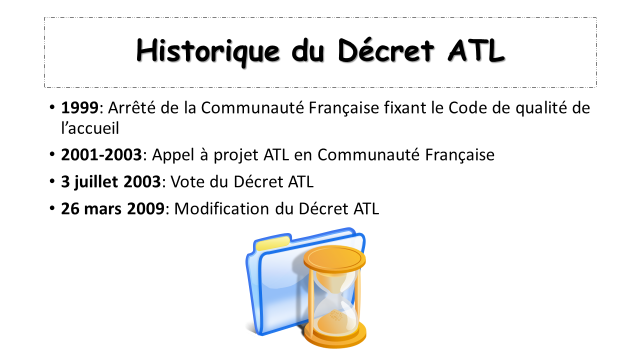 Historique du Décret ATL
• 1999: Arrêté de la Communauté Française fixant le Code de qualité de
l’accueil
• 2001-2003: Appel à projet ATL en Communauté Française
• 3 juillet 2003: Vote du Décret ATL
• 26 mars 2009: Modification du Décret ATL